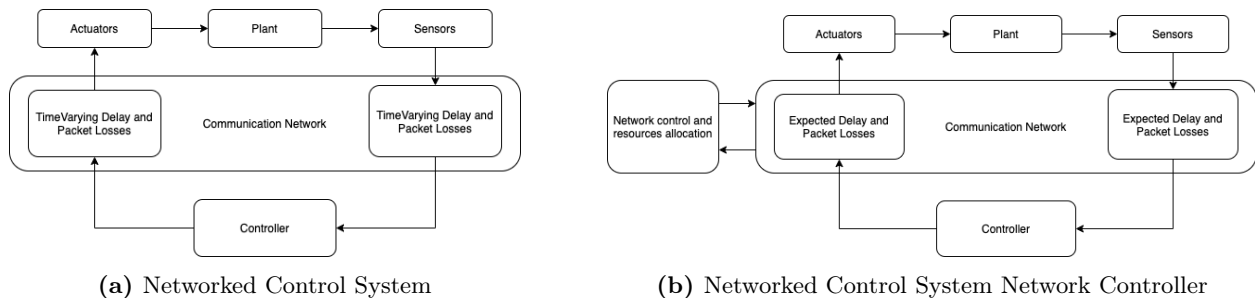 Actuators
Plant
Sensors
TimeVarying Delay and
Packet Losses
Communication Network
TimeVarying Delay and
Packet Losses
Controller
(a) Networked Control System
Actuators
Plant
Sensors
Network control and
resources allocation
Expected Delay and
Packet Losses
Communication Network
Expected Delay and
Packet Losses
Controller
(b) Networked Control System Network Controller